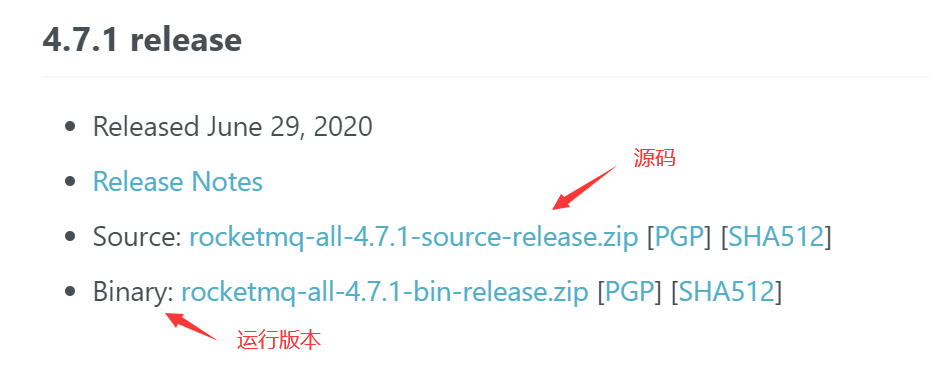 4.7.1 release
Released June 29, 2020
源码
Release Notes
Source: rocketmq-all-4.7.1-source-release.zip [PGP] [SHA512]
Binary: rocketmq-all-4.7.1-bin-release.zip [PGP] [SHA512]
运行版本